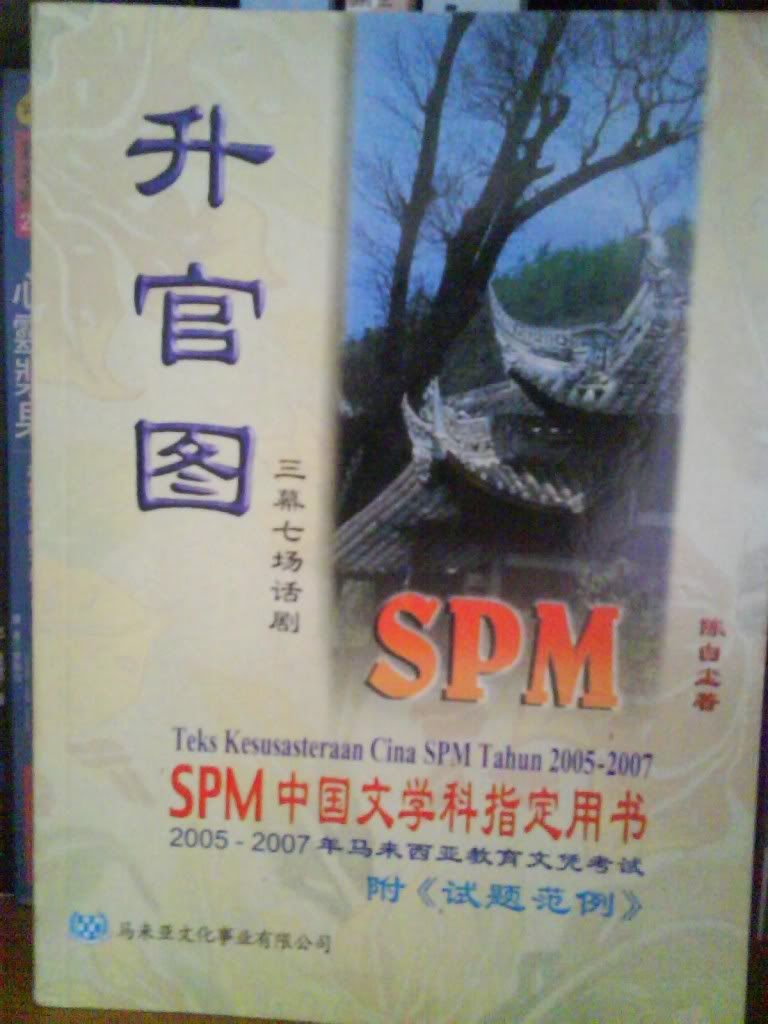 升官图
三幕七场话剧
SPM
陈白尘著
Teks Kesusasteraan Cina SPM Tahun 2005-2007
SPM 中国文学科指定用书
2005 - 2007 年马来西亚教育文凭考试
附《试题范例》
马来亚文化事业有限公司
心靈